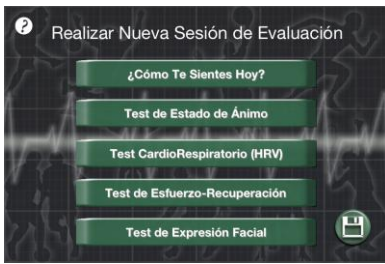 ?
Realizar Nueva Sesión de Evaluación
¿Cómo Te Sientes Hoy?
Test de Estado de Ánimo
Test CardioRespiratorio (HRV)
Test de Esfuerzo-Recuperación
Test de Expresión Facial